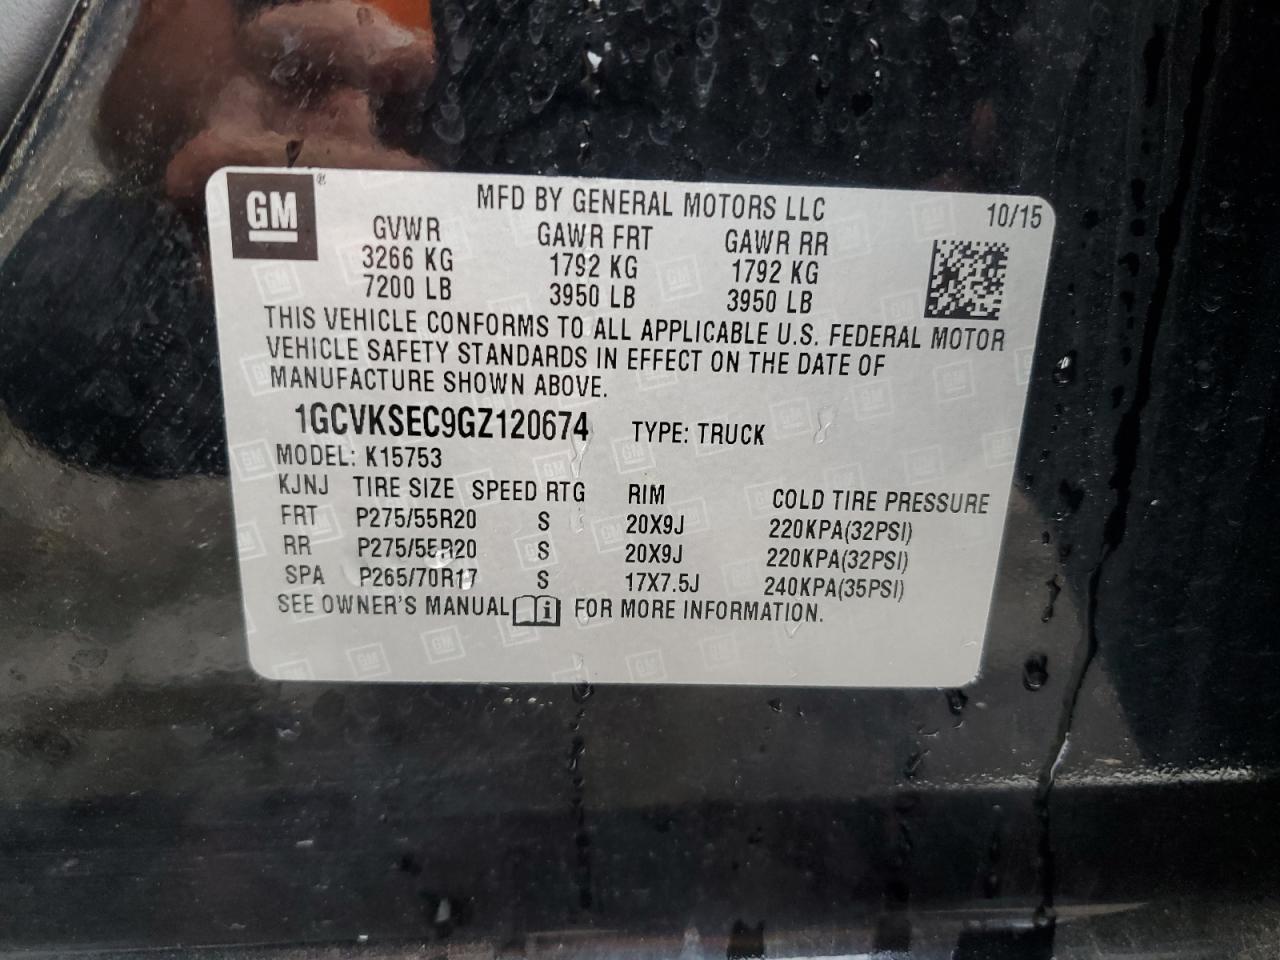 GM ®
MFD BY GENERAL MOTORS LLC 10/15
GVWR GAWR FRT GAWR RR
3266 KG 1792 KG 1792 KG
7200 LB 3950 LB 3950 LB
THIS VEHICLE CONFORMS TO ALL APPLICABLE U.S. FEDERAL MOTOR
VEHICLE SAFETY STANDARDS IN EFFECT ON THE DATE OF
MANUFACTURE SHOWN ABOVE.
1GCVKSEC9GZ120674 TYPE: TRUCK
MODEL: K15753
KJNJ TIRE SIZE SPEED RTG RIM COLD TIRE PRESSURE
FRT P275/55R20 S 20X9J 220KPA(32PSI)
RR P275/55R20 S 20X9J 220KPA(32PSI)
SPA P265/70R17 S 17X7.5J 240KPA(35PSI)
SEE OWNER'S MANUAL i FOR MORE INFORMATION.